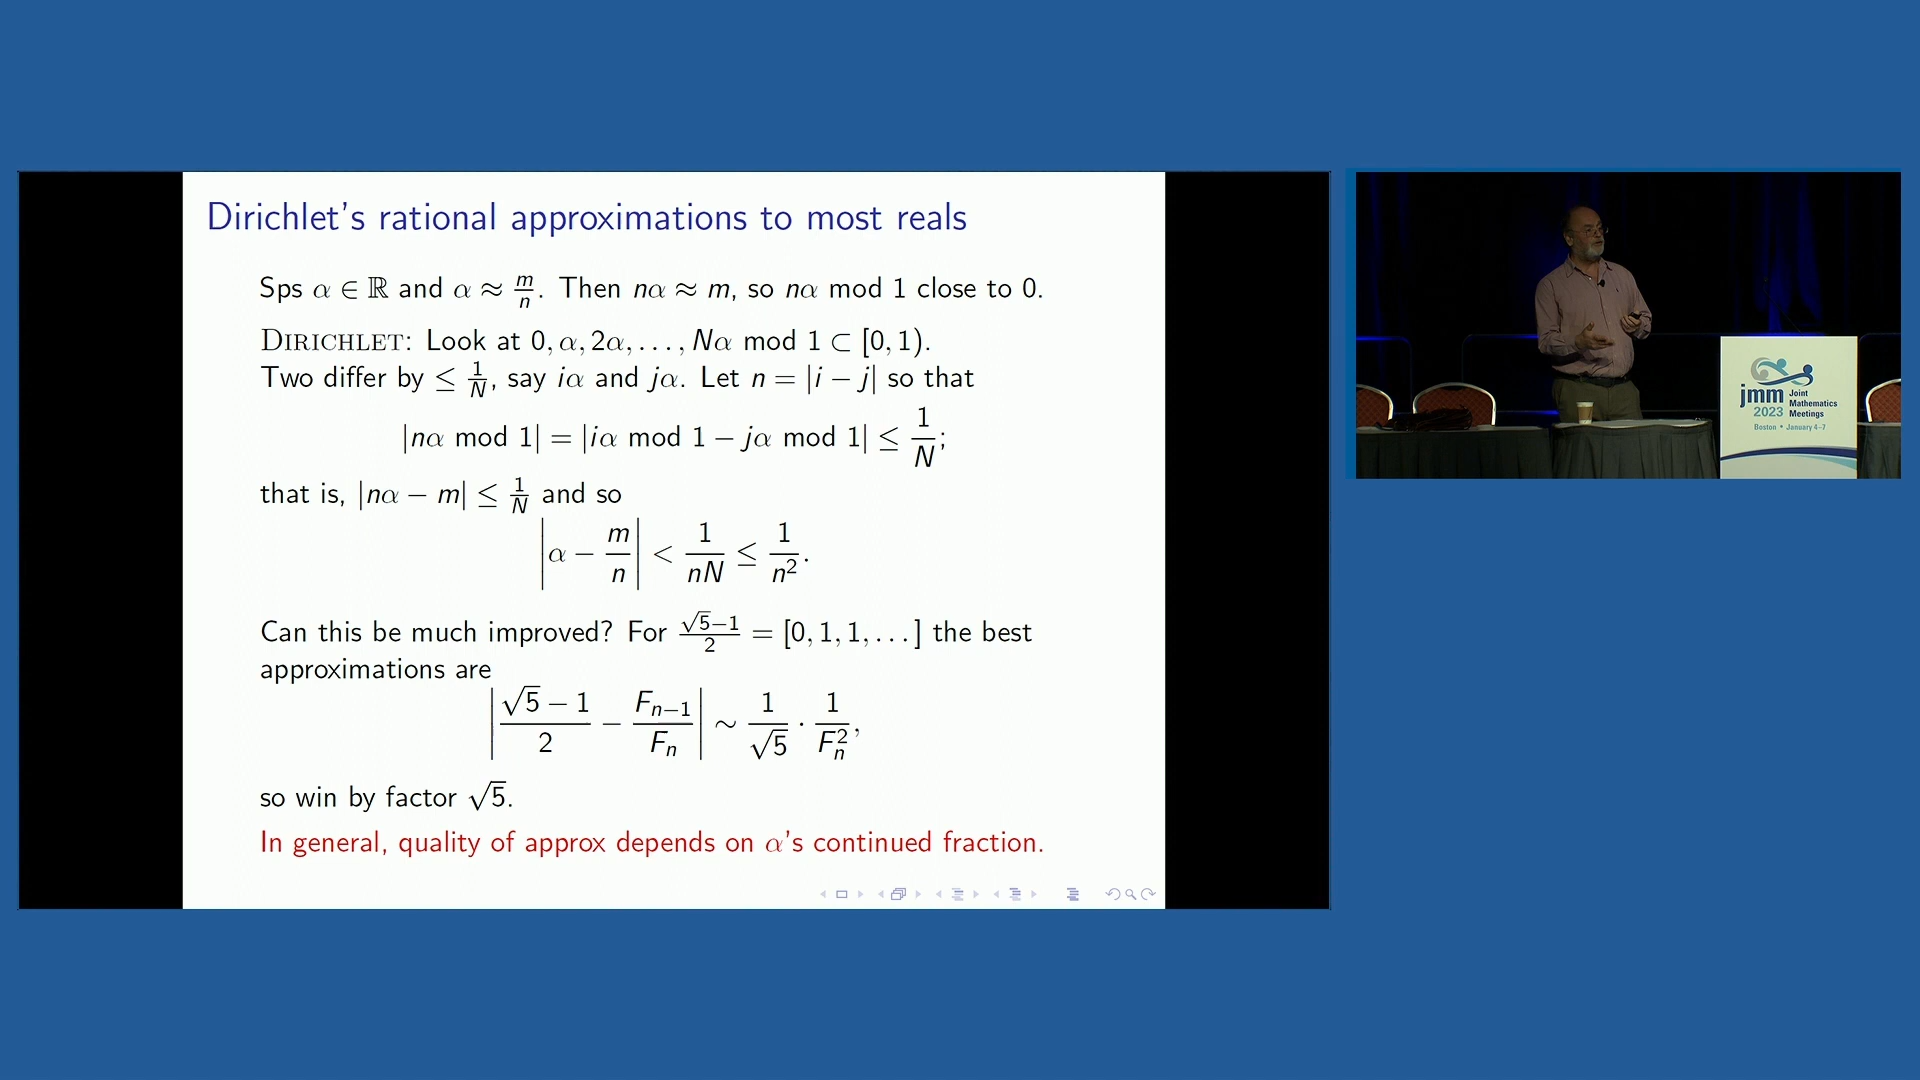 Dirichlet's rational approximations to most reals
Sps α ∈ ℝ and α ≈ m/n. Then nα ≈ m, so nα mod 1 close to 0.
DIRICHLET: Look at 0, α, 2α, . . . , Nα mod 1 ⊂ [0, 1).
Two differ by ≤ 1/N, say iα and jα. Let n = |i − j| so that
|nα mod 1| = |iα mod 1 − jα mod 1| ≤ 1/N;
that is, |nα − m| ≤ 1/N and so
|α − m/n| < 1/nN ≤ 1/n².
Can this be much improved? For (√5−1)/2 = [0, 1, 1, . . . ] the best
approximations are
|(√5 − 1)/2 − Fₙ₋₁/Fₙ| ∼ 1/√5 · 1/Fₙ²,
so win by factor √5.
In general, quality of approx depends on α's continued fraction.
jmm Joint
Mathematics
2023 Meetings
Boston • January 4–7